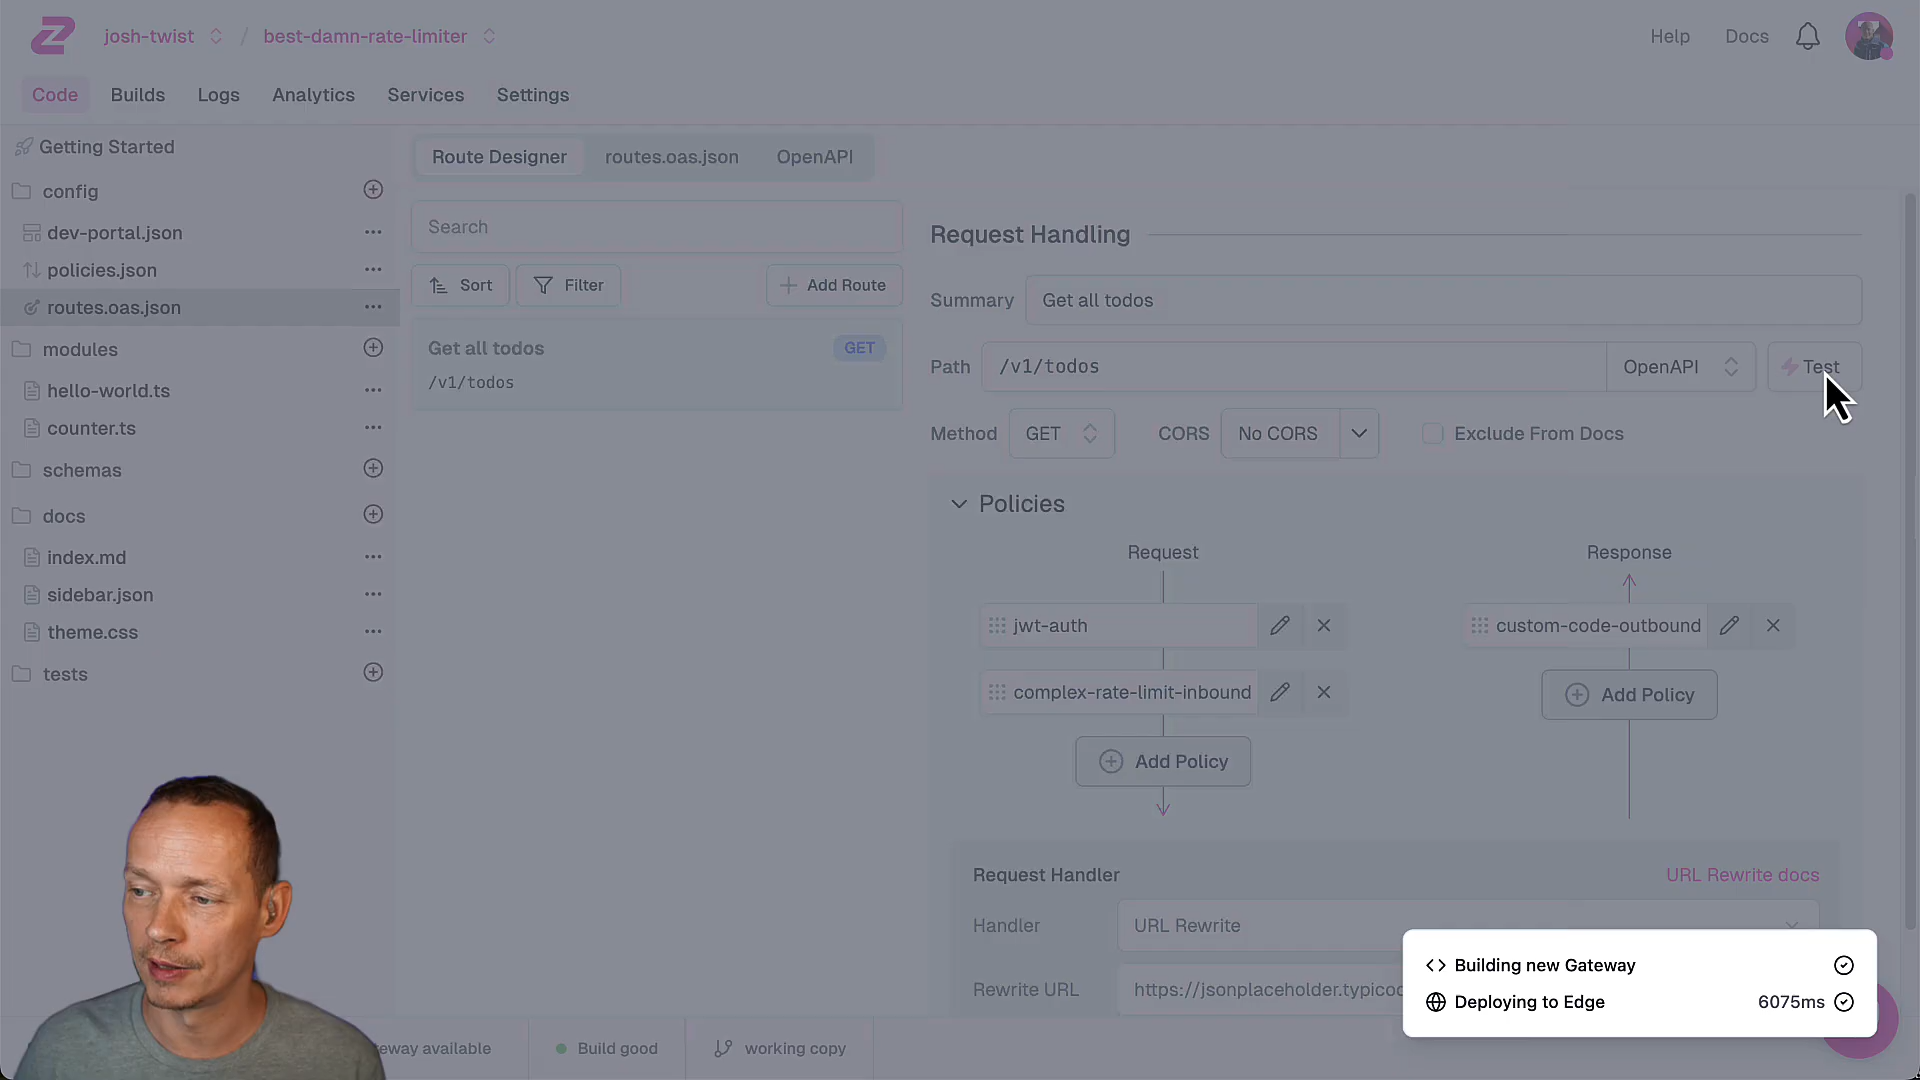 josh-twist / best-damn-rate-limiter
Help Docs
Code Builds Logs Analytics Services Settings
Getting Started
config
dev-portal.json
policies.json
routes.oas.json
modules
hello-world.ts
counter.ts
schemas
docs
index.md
sidebar.json
theme.css
tests
Route Designer routes.oas.json OpenAPI
Search
Sort Filter Add Route
Get all todos GET
/v1/todos
Request Handling
Summary Get all todos
Path /v1/todos OpenAPI Test
Method GET CORS No CORS Exclude From Docs
Policies
Request Response
jwt-auth custom-code-outbound
complex-rate-limit-inbound Add Policy
Add Policy
Request Handler URL Rewrite docs
Handler URL Rewrite
Rewrite URL https://jsonplaceholder.typico
Building new Gateway
Deploying to Edge 6075ms
available Build good working copy